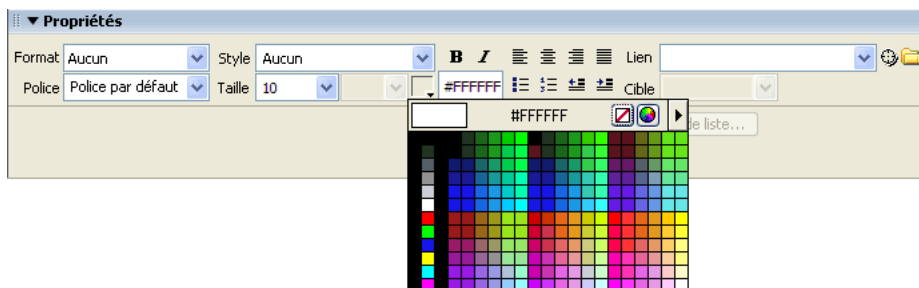 Propriétés
Format Aucun Style Aucun B I Lien
Police Police par défaut Taille 10 #FFFFFF Cible
#FFFFFF
de liste...